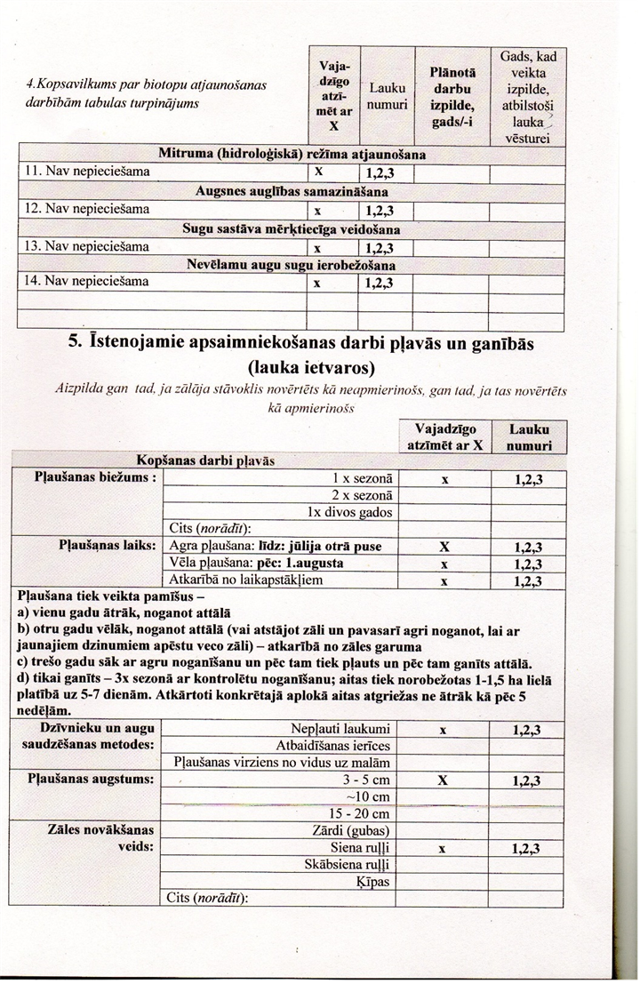 4.Kopsavilkums par biotopu atjaunošanas
darbībām tabulas turpinājums
Vaja-
dzīgo
atzī-
mēt ar
X
Lauku
numuri
Plānotā
darbu
izpilde,
gads/-i
Gads, kad
veikta
izpilde,
atbilstoši
lauka
vēsturei
Mitruma (hidroloģiskā) režīma atjaunošana
11. Nav nepieciešama X 1,2,3
Augsnes auglības samazināšana
12. Nav nepieciešama x 1,2,3
Sugu sastāva mērķtiecīga veidošana
13. Nav nepieciešama x 1,2,3
Nevēlamu augu sugu ierobežošana
14. Nav nepieciešama x 1,2,3
5. Īstenojamie apsaimniekošanas darbi pļavās un ganībās
(lauka ietvaros)
Aizpilda gan tad, ja zālāja stāvoklis novērtēts kā neapmierinošs, gan tad, ja tas novērtēts
kā apmierinošs
Vajadzīgo
atzīmēt ar X
Lauku
numuri
Kopšanas darbi pļavās
Pļaušanas biežums : 1 x sezonā x 1,2,3
2 x sezonā
1x divos gados
Cits (norādīt):
Pļaušanas laiks: Agra pļaušana: līdz: jūlija otrā puse X 1,2,3
Vēla pļaušana: pēc: 1.augusta x 1,2,3
Atkarībā no laikapstākļiem x 1,2,3
Pļaušana tiek veikta pamīšus –
a) vienu gadu ātrāk, noganot attālā
b) otru gadu vēlāk, noganot attālā (vai atstājot zāli un pavasarī agri noganot, lai ar
jaunajiem dzinumiem apēstu veco zāli) – atkarībā no zāles garuma
c) trešo gadu sāk ar agru noganīšanu un pēc tam tiek pļauts un pēc tam ganīts attālā.
d) tikai ganīts – 3x sezonā ar kontrolētu noganīšanu; aitas tiek norobežotas 1-1,5 ha lielā
platībā uz 5-7 dienām. Atkārtoti konkrētajā aplokā aitas atgriežas ne ātrāk kā pēc 5
nedēļām.
Dzīvnieku un augu
saudzēšanas metodes:
Nepļauti laukumi x 1,2,3
Atbaidīšanas ierīces
Pļaušanas virziens no vidus uz malām
Pļaušanas augstums: 3 - 5 cm X 1,2,3
~10 cm
15 - 20 cm
Zāles novākšanas
veids:
Zārdi (gubas)
Siena ruļļi x 1,2,3
Skābsiena ruļļi
Ķīpas
Cits (norādīt):